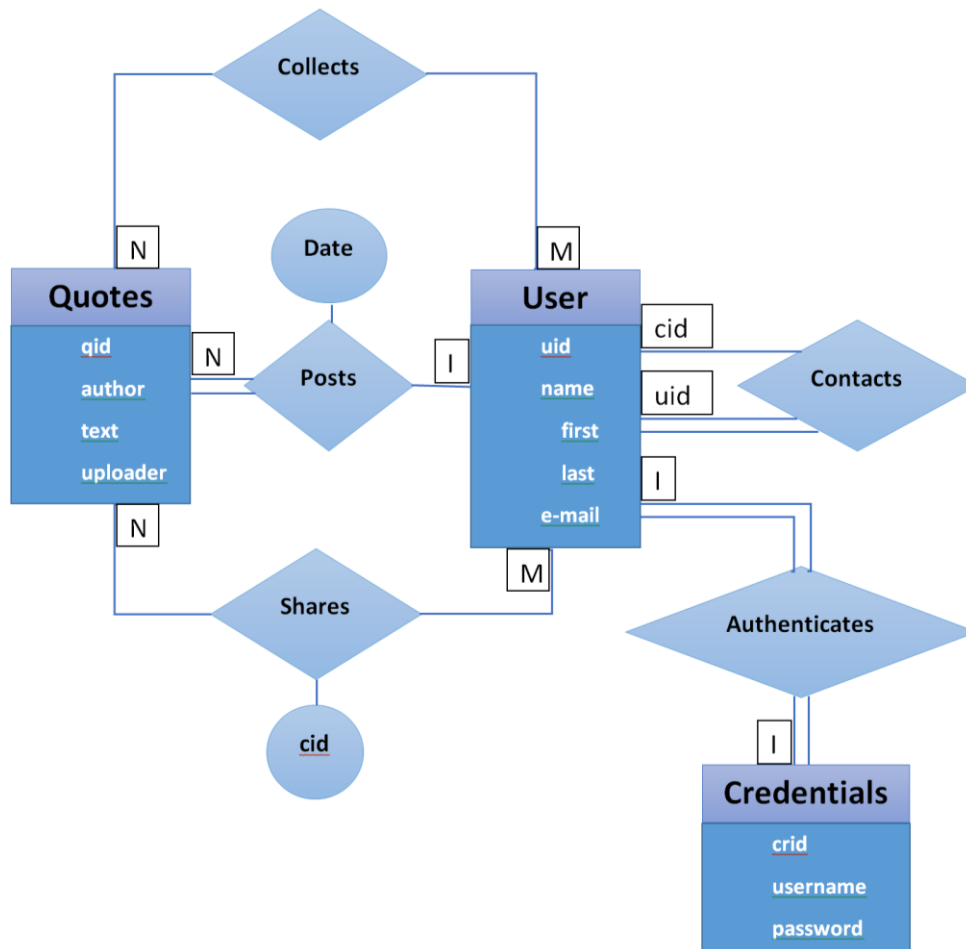 Collects
N
M
Date
Quotes
qid
author
text
uploader
N
Posts
I
User
uid
name
first
last
e-mail
cid
uid
Contacts
I
N
M
Shares
cid
Authenticates
I
Credentials
crid
username
password